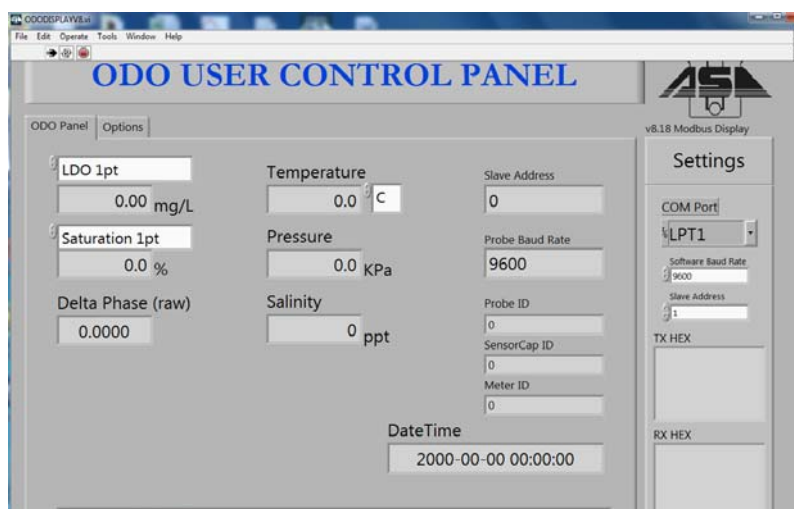 ODODISPLAYV8.vi
File Edit Operate Tools Window Help
ODO USER CONTROL PANEL
ASI
v8.18 Modbus Display
ODO Panel Options
LDO 1pt
0.00 mg/L
Saturation 1pt
0.0 %
Delta Phase (raw)
0.0000
Temperature
0.0 C
Pressure
0.0 KPa
Salinity
0 ppt
Slave Address
0
Probe Baud Rate
9600
Probe ID
0
SensorCap ID
0
Meter ID
0
DateTime
2000-00-00 00:00:00
Settings
COM Port
LPT1
Software Baud Rate
9600
Slave Address
1
TX HEX
RX HEX